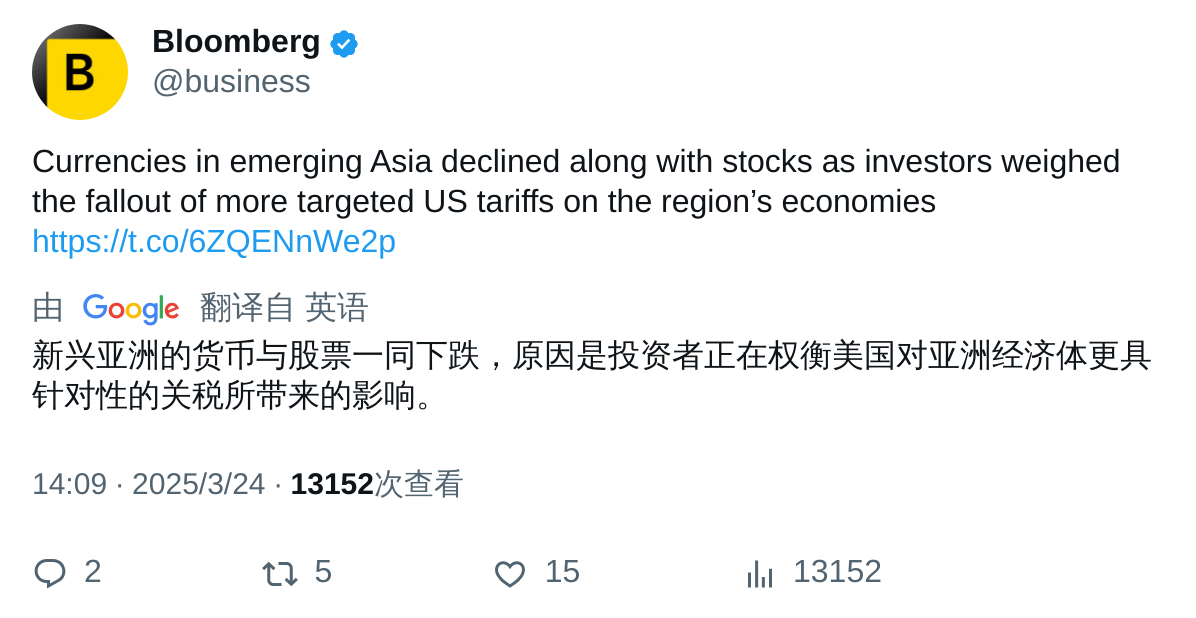 B
Bloomberg
@business
Currencies in emerging Asia declined along with stocks as investors weighed
the fallout of more targeted US tariffs on the region’s economies
https://t.co/6ZQENnWe2p
由 Google 翻译自 英语
新兴亚洲的货币与股票一同下跌，原因是投资者正在权衡美国对亚洲经济体更具
针对性的关税所带来的影响。
14:09 · 2025/3/24 · 13152次查看
2 5 15 13152